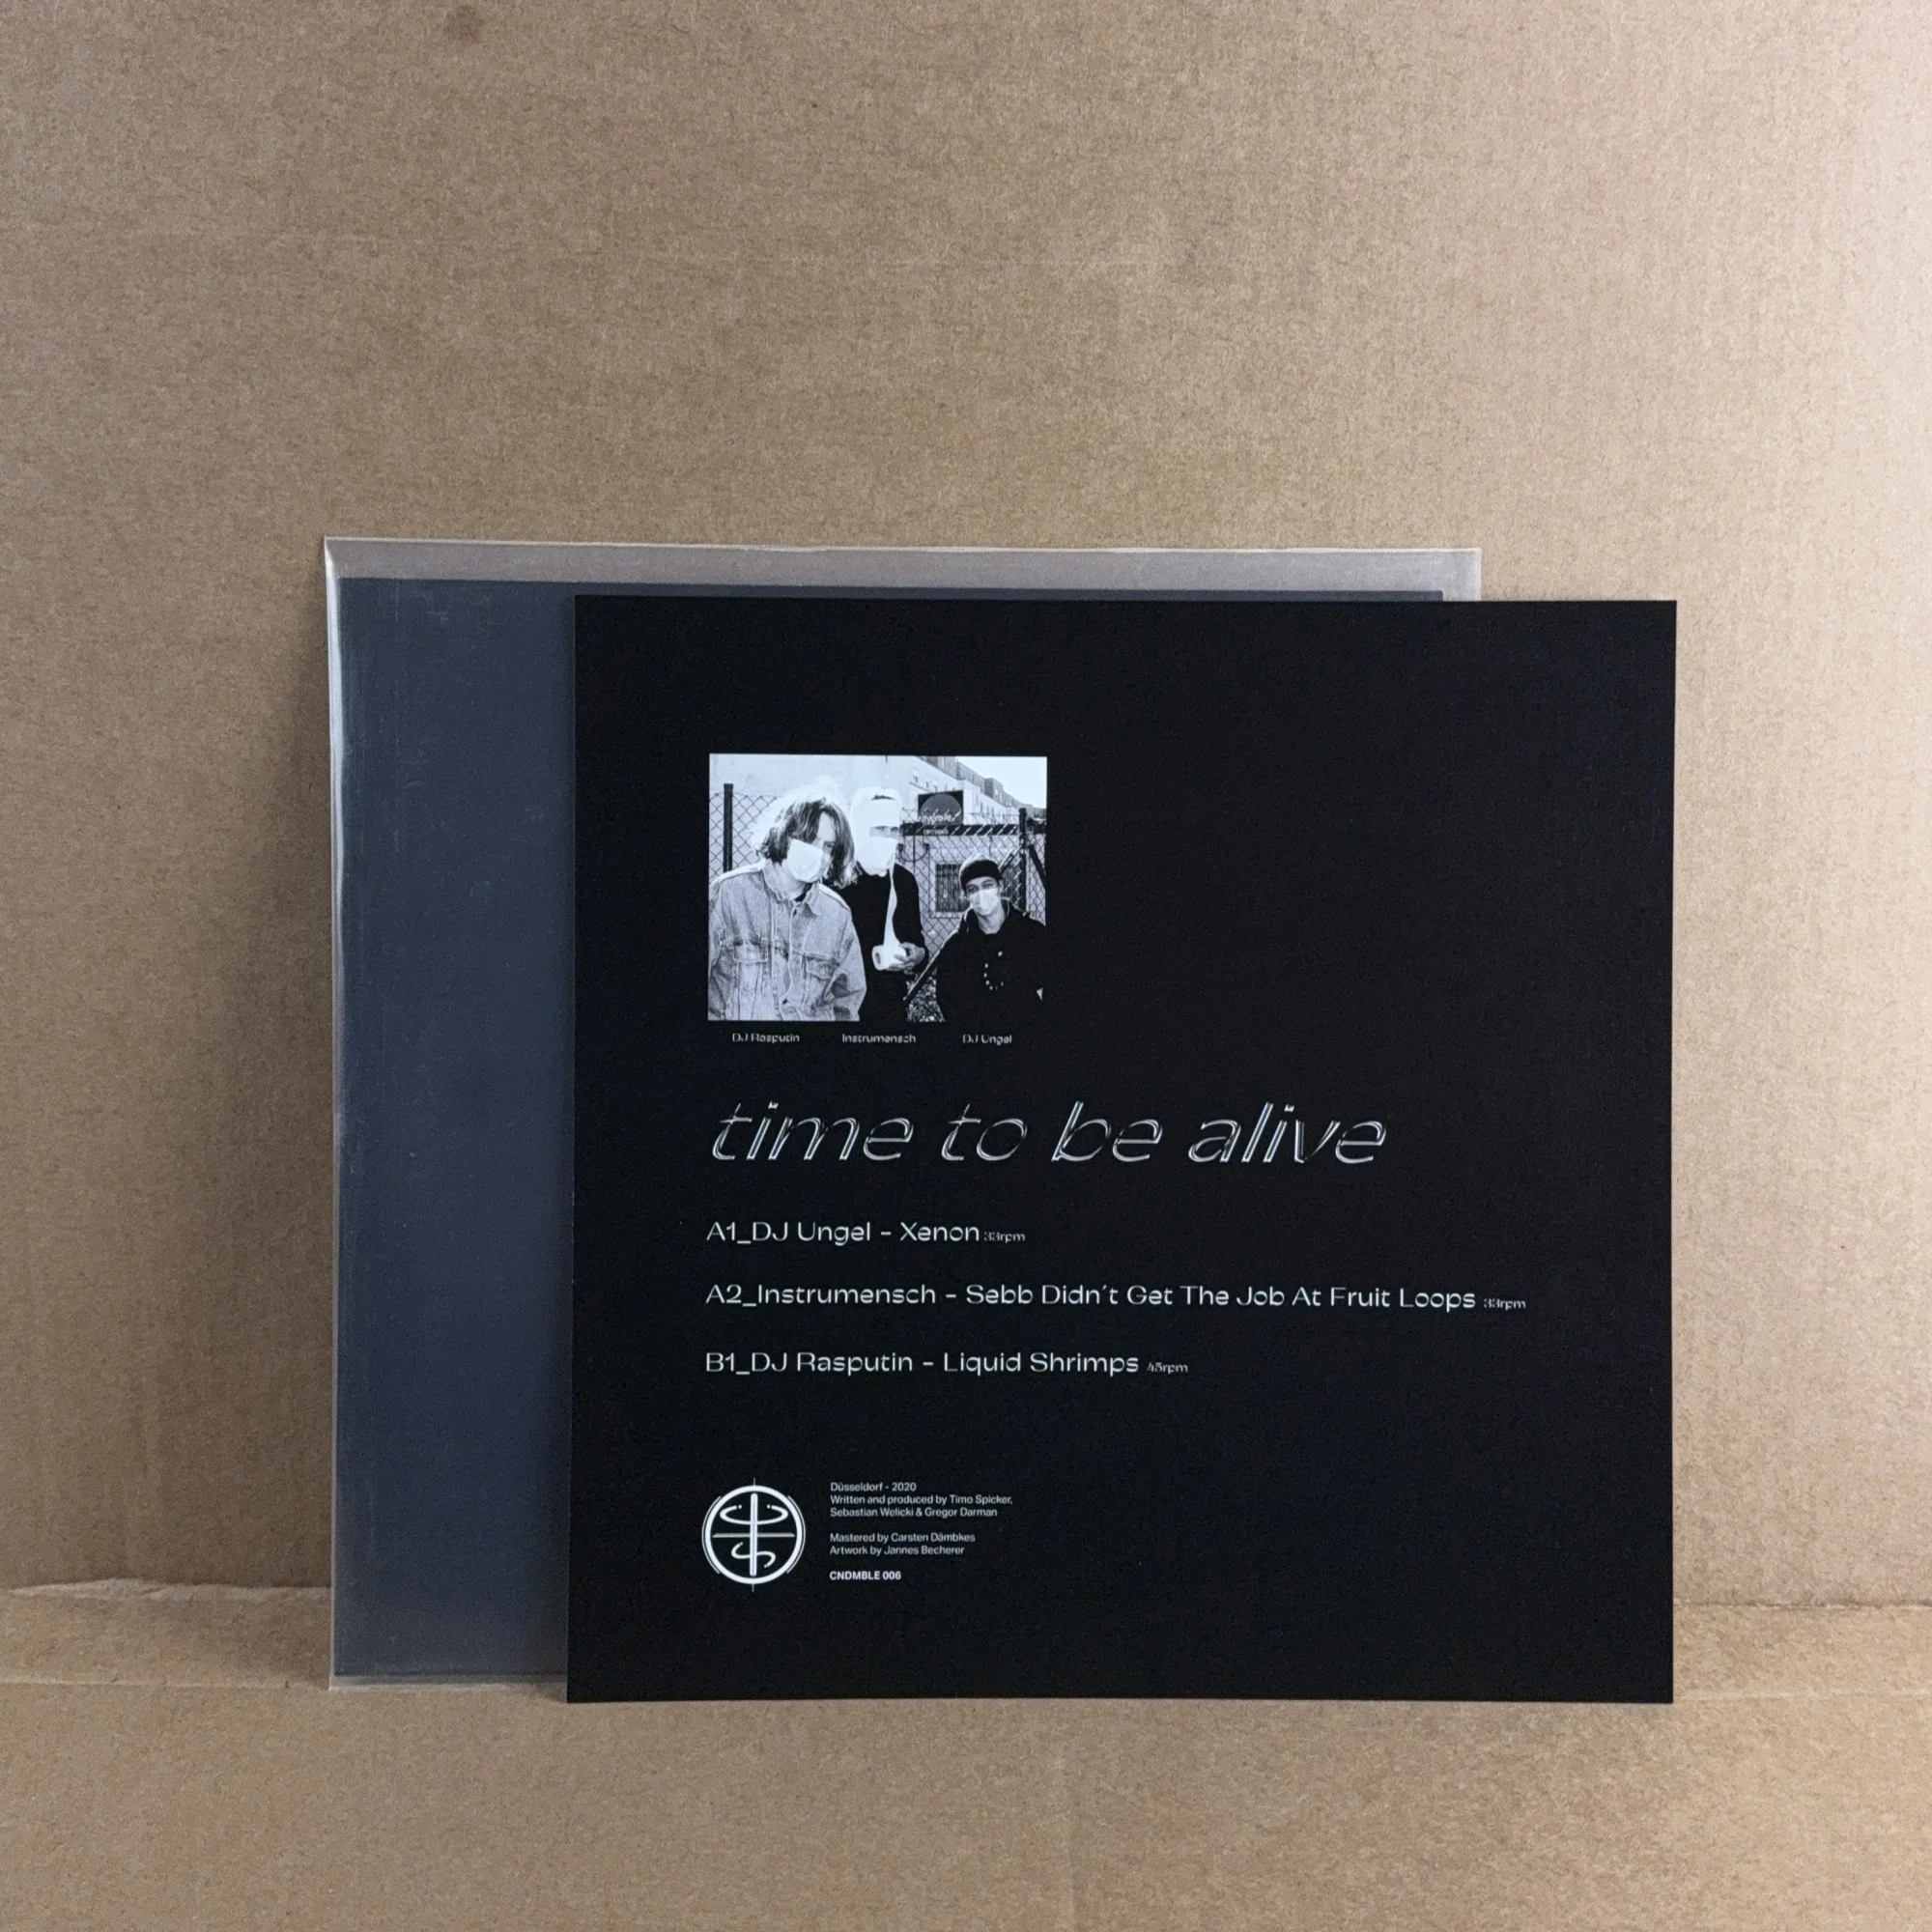 DJ Rasputin Instrumensch DJ Ungel
time to be alive
A1_DJ Ungel - Xenon 33rpm
A2_Instrumensch - Sebb Didn´t Get The Job At Fruit Loops 33rpm
B1_DJ Rasputin - Liquid Shrimps 45rpm
Düsseldorf - 2020
Written and produced by Timo Spicker,
Sebastian Welicki & Gregor Darman
Mastered by Carsten Dämbkes
Artwork by Jannes Becherer
CNDMBLE 006